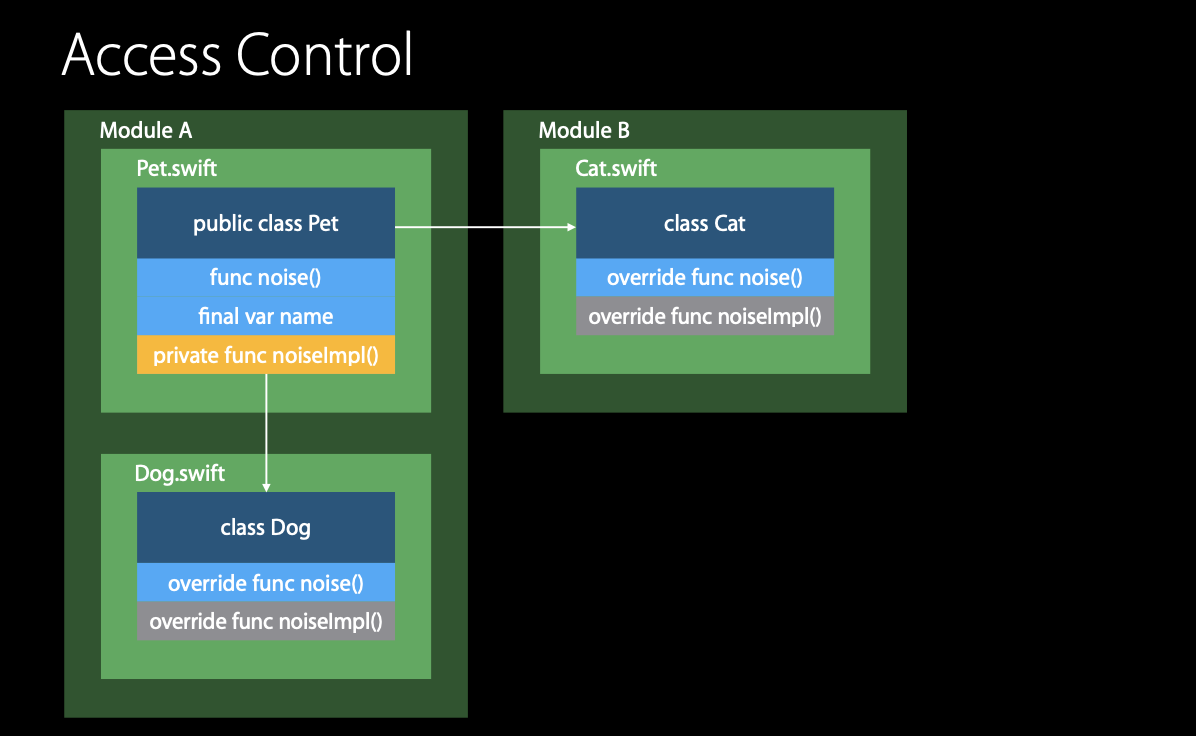 Access Control
Module A
Pet.swift
public class Pet
func noise()
final var name
private func noiseImpl()
Dog.swift
class Dog
override func noise()
override func noiseImpl()
Module B
Cat.swift
class Cat
override func noise()
override func noiseImpl()